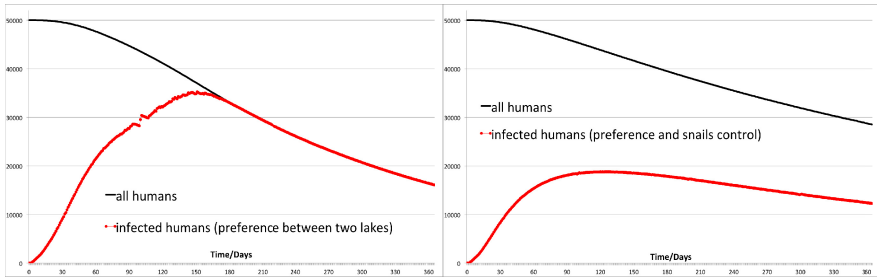 50000
40000
30000
20000
10000
0
all humans
infected humans (preference between two lakes)
Time/Days
0 30 60 90 120 150 180 210 240 270 300 330 360
50000
40000
30000
20000
10000
0
all humans
infected humans (preference and snails control)
Time/Days
0 30 60 90 120 150 180 210 240 270 300 330 360